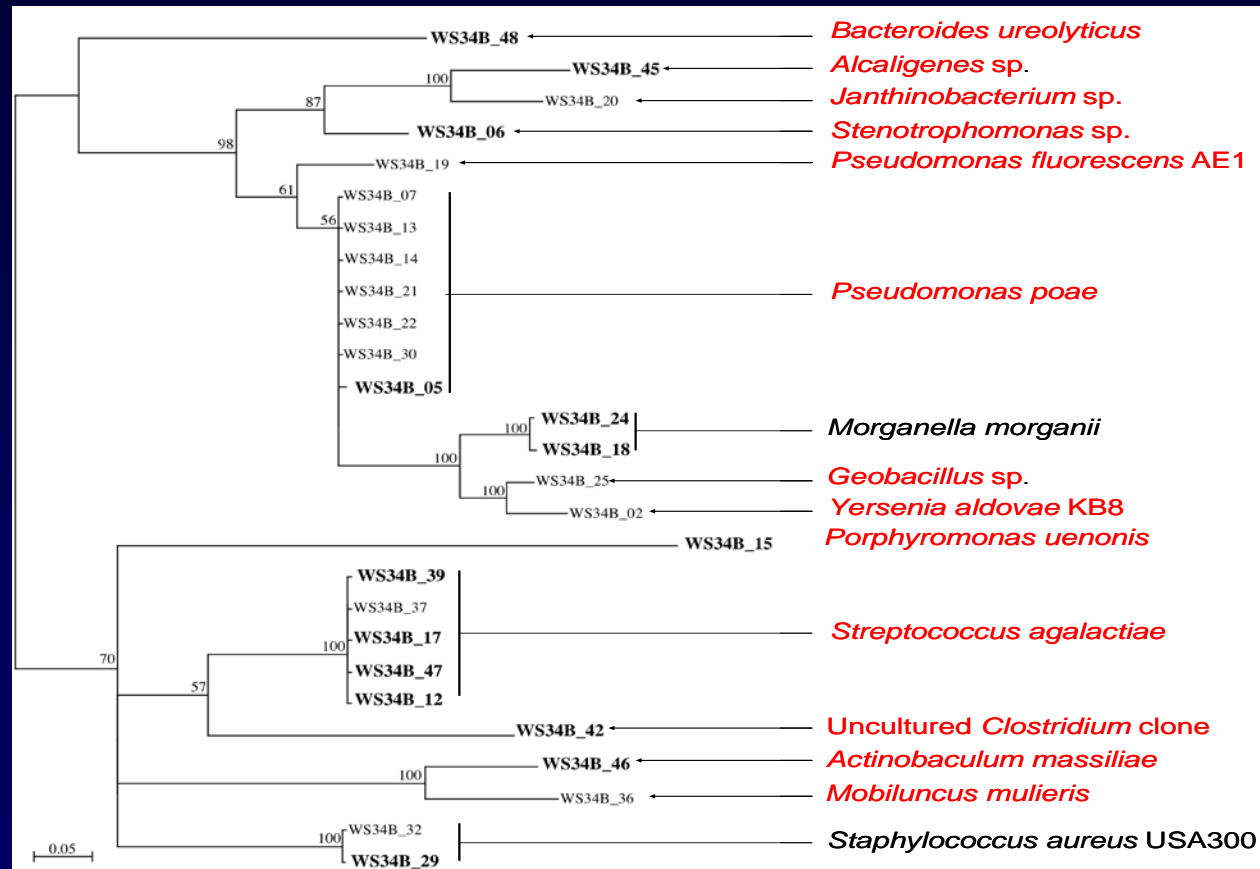 WS34B_48 Bacteroides ureolyticus
100 WS34B_45 Alcaligenes sp.
87 WS34B_20 Janthinobacterium sp.
98 WS34B_06 Stenotrophomonas sp.
WS34B_19 Pseudomonas fluorescens AE1
61
WS34B_07
56 WS34B_13
WS34B_14
WS34B_21 Pseudomonas poae
WS34B_22
WS34B_30
WS34B_05
WS34B_24
100 Morganella morganii
WS34B_18
100
WS34B_25 Geobacillus sp.
100
WS34B_02 Yersenia aldovae KB8
WS34B_15 Porphyromonas uenonis
WS34B_39
WS34B_37
100 WS34B_17 Streptococcus agalactiae
70
WS34B_47
57
WS34B_12
WS34B_42 Uncultured Clostridium clone
WS34B_46 Actinobaculum massiliae
100
WS34B_36 Mobiluncus mulieris
WS34B_32
100 Staphylococcus aureus USA300
0.05
WS34B_29